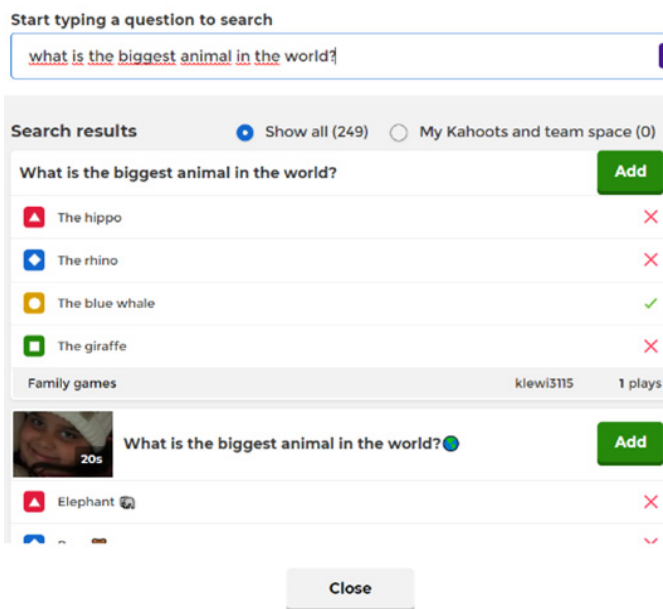 Start typing a question to search
what is the biggest animal in the world?
Search results Show all (249) My Kahoots and team space (0)
What is the biggest animal in the world? Add
The hippo
The rhino
The blue whale
The giraffe
Family games klewi3115 1 plays
20s What is the biggest animal in the world?🌍 Add
Elephant 🐘
Close